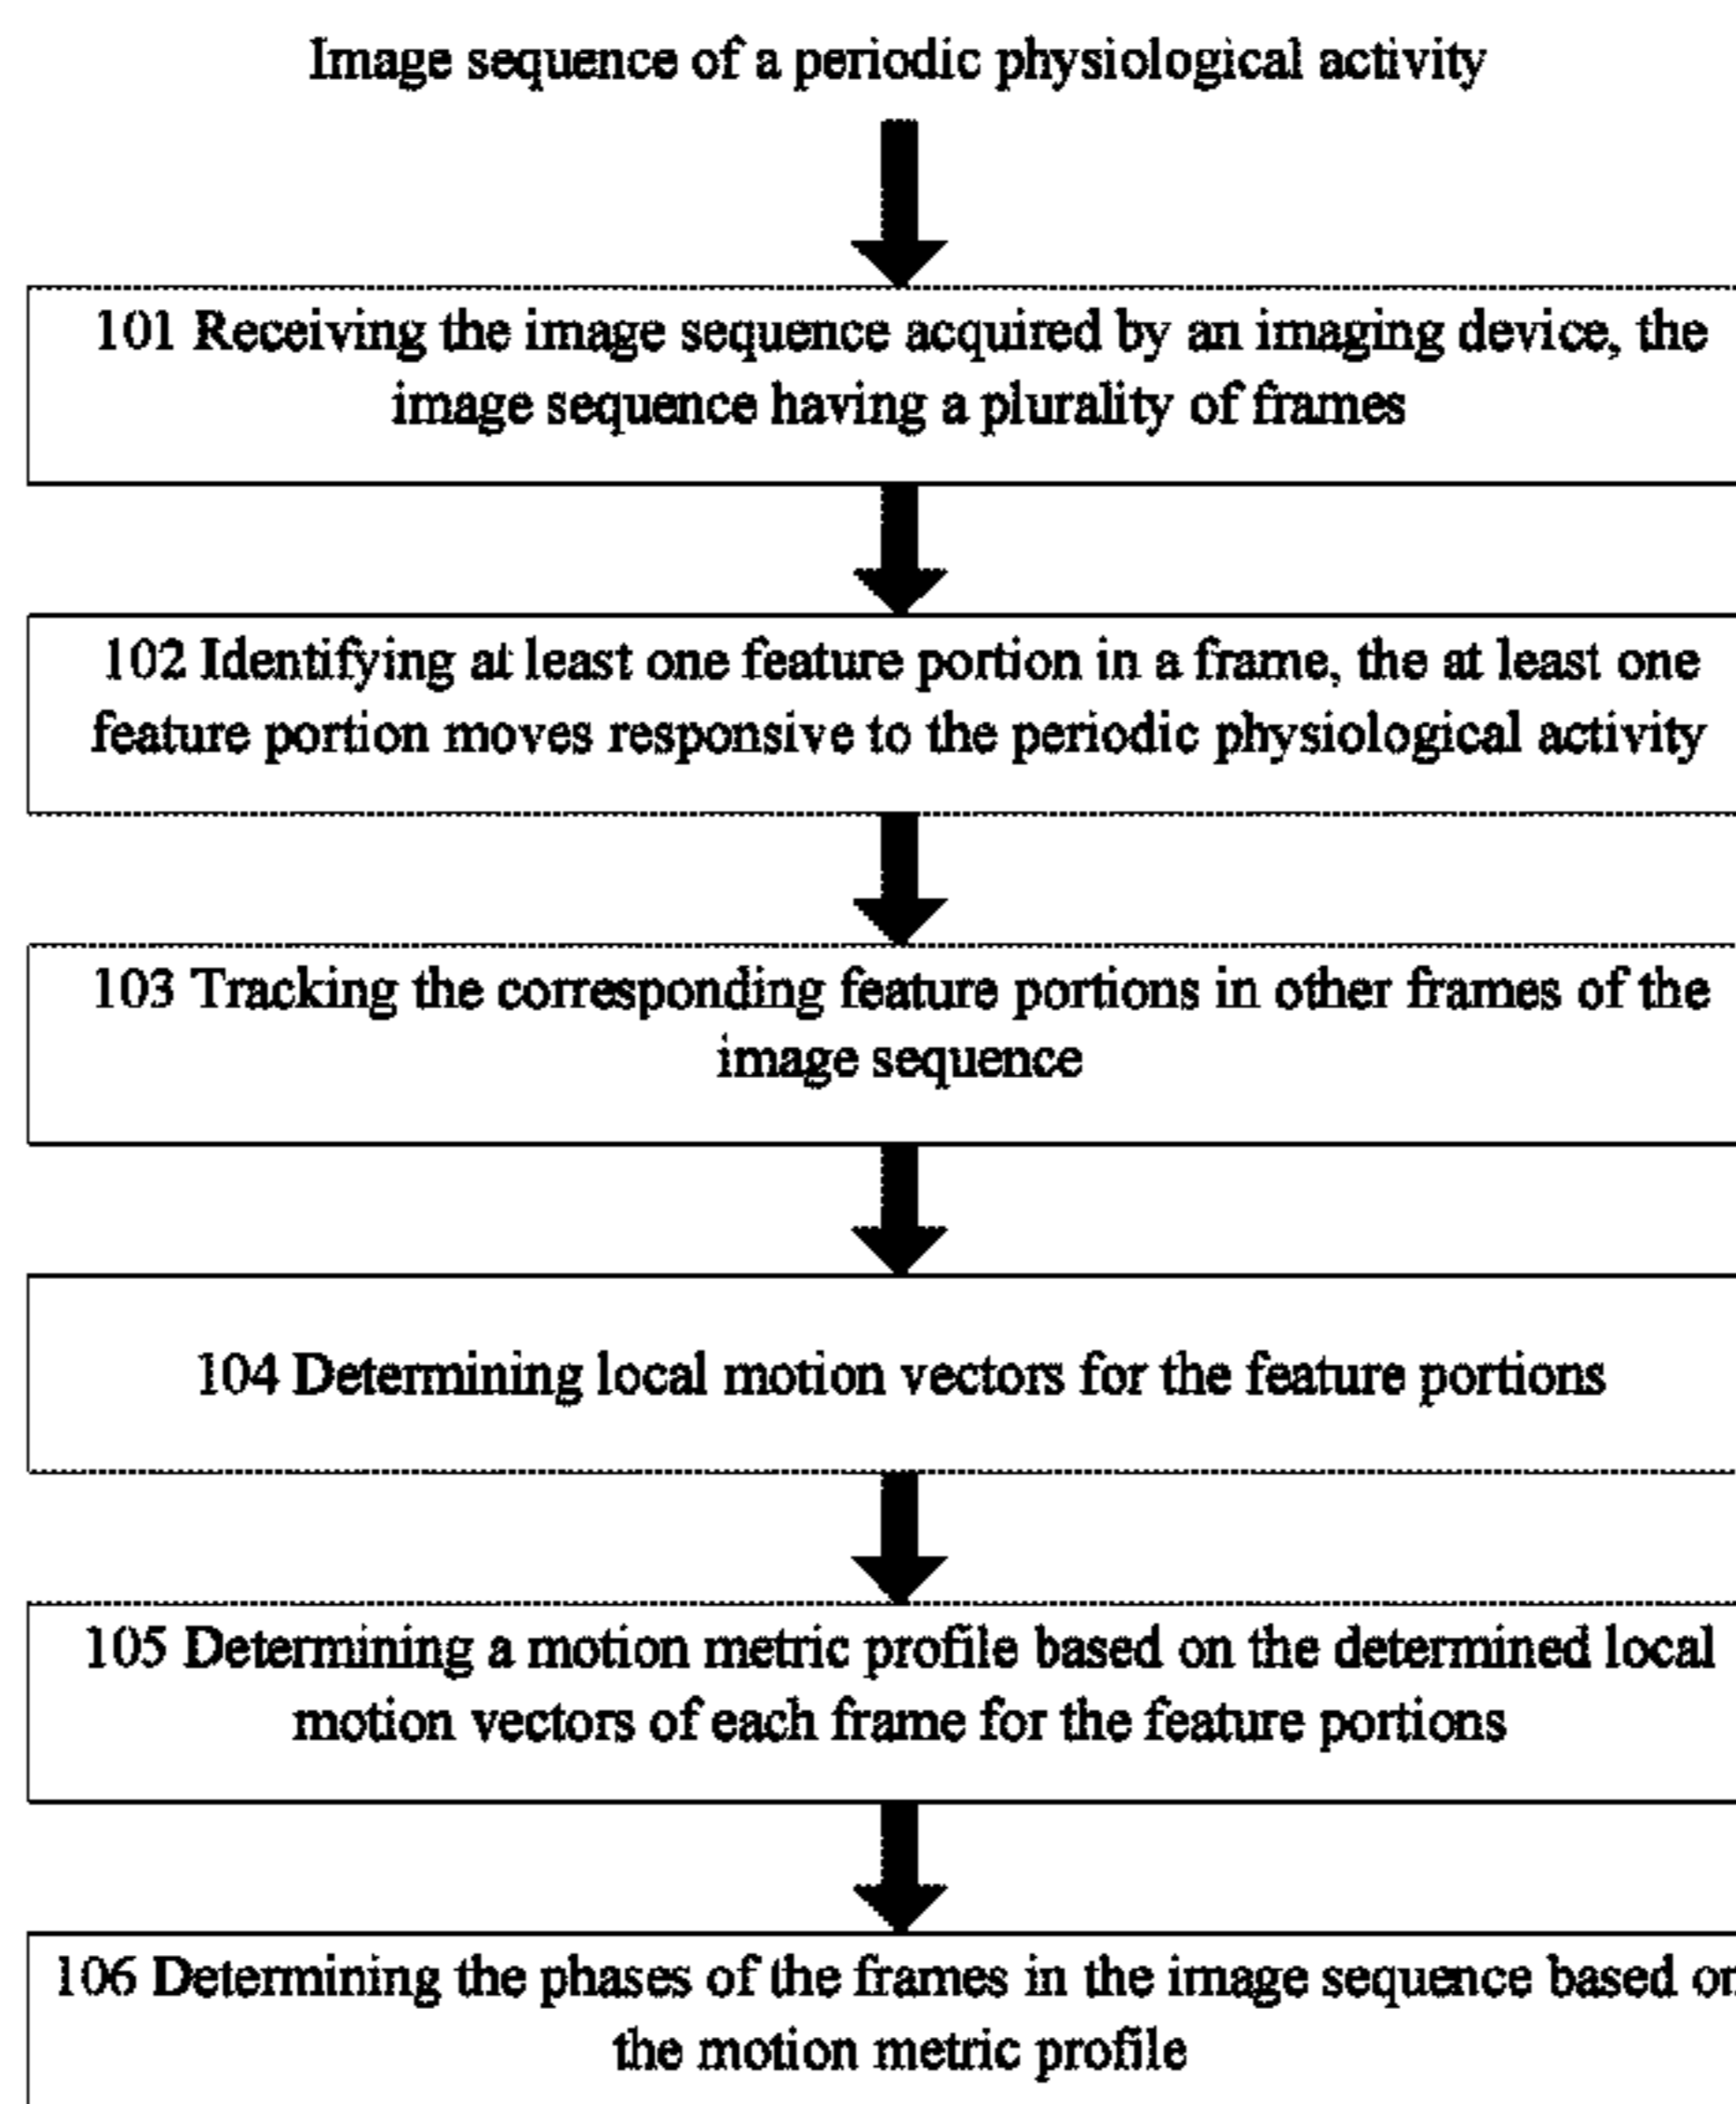 Image sequence of a periodic physiological activity
101 Receiving the image sequence acquired by an imaging device, the
image sequence having a plurality of frames
102 Identifying at least one feature portion in a frame, the at least one
feature portion moves responsive to the periodic physiological activity
103 Tracking the corresponding feature portions in other frames of the
image sequence
104 Determining local motion vectors for the feature portions
105 Determining a motion metric profile based on the determined local
motion vectors of each frame for the feature portions
106 Determining the phases of the frames in the image sequence based on
the motion metric profile